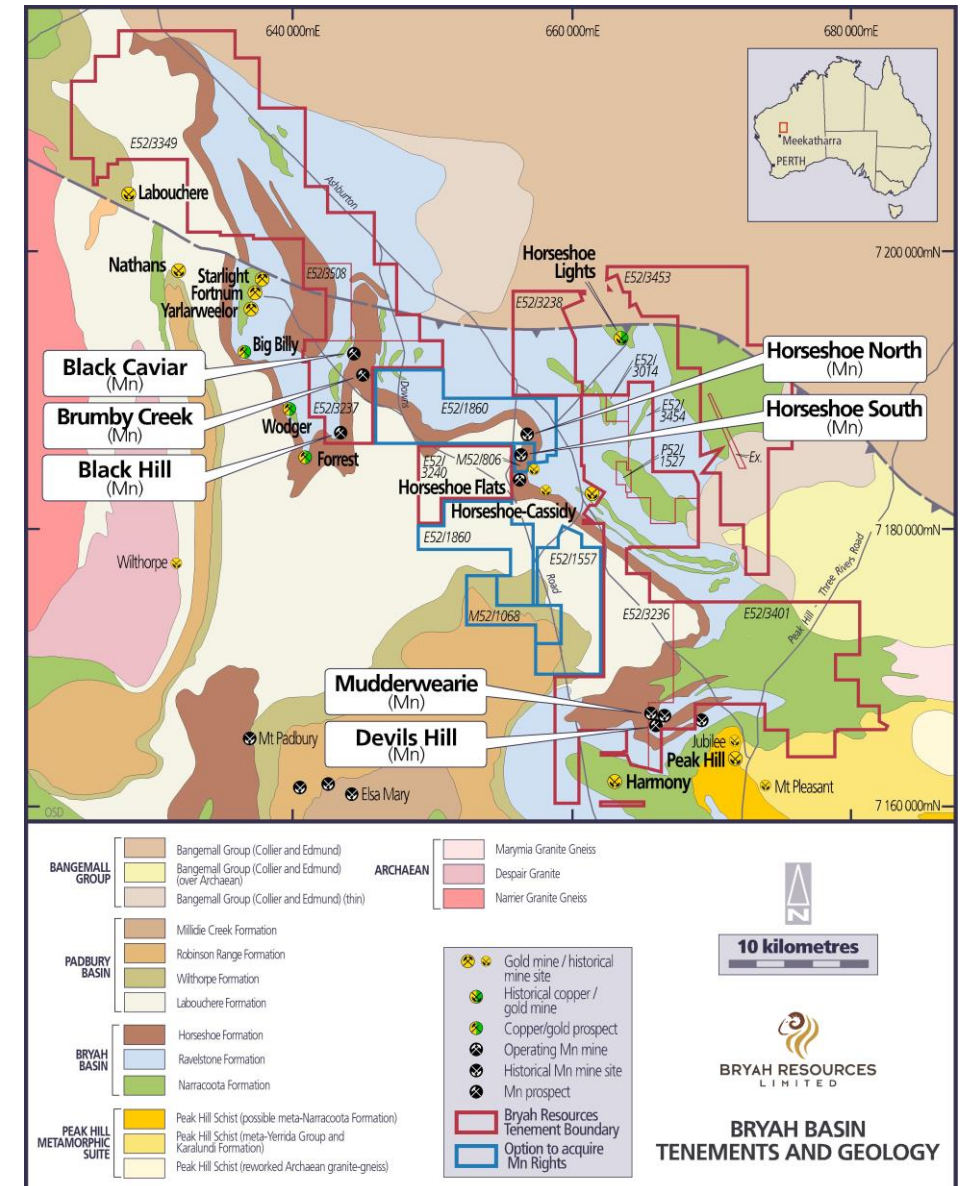 640 000mE
660 000mE
680 000mE
Meekatharra
PERTH
E52/3349
Ashburton
Labouchere
7 200 000mN
Nathans
Starlight
Fortnum
Yarlarweelor
E52/3508
Horseshoe
Lights
E52/3453
E52/3238
Big Billy
Black Caviar
(Mn)
Horseshoe North
(Mn)
E52/
3014
Brumby Creek
(Mn)
Downs
E52/1860
E52/
3454
Horseshoe South
(Mn)
E52/3237
Wodger
P52/
1527
Black Hill
(Mn)
Forrest
E52/
3240
M52/806
Ex.
Horseshoe Flats
Horseshoe-Cassidy
E52/1860
7 180 000mN
Wilthorpe
E52/1557
Road
Peak Hill - Three Rivers Road
M52/1068
E52/3236
E52/3401
Mudderwearie
(Mn)
Devils Hill
(Mn)
Mt Padbury
Jubilee
Peak Hill
Harmony
Mt Pleasant
Elsa Mary
OSD
7 160 000mN
BANGEMALL
GROUP
Bangemall Group (Collier and Edmund)
Bangemall Group (Collier and Edmund)
(over Archaean)
Bangemall Group (Collier and Edmund) (thin)
PADBURY
BASIN
Millidie Creek Formation
Robinson Range Formation
Wilthorpe Formation
Labouchere Formation
BRYAH
BASIN
Horseshoe Formation
Ravelstone Formation
Narracoota Formation
PEAK HILL
METAMORPHIC
SUITE
Peak Hill Schist (possible meta-Narracoota Formation)
Peak Hill Schist (meta-Yerrida Group and
Karalundi Formation)
Peak Hill Schist (reworked Archaean granite-gneiss)
ARCHAEAN
Marymia Granite Gneiss
Despair Granite
Narrier Granite Gneiss
Gold mine / historical
mine site
Historical copper /
gold mine
Copper/gold prospect
Operating Mn mine
Historical Mn mine site
Mn prospect
Bryah Resources
Tenement Boundary
Option to acquire
Mn Rights
N
10 kilometres
BRYAH RESOURCES
LIMITED
BRYAH BASIN
TENEMENTS AND GEOLOGY